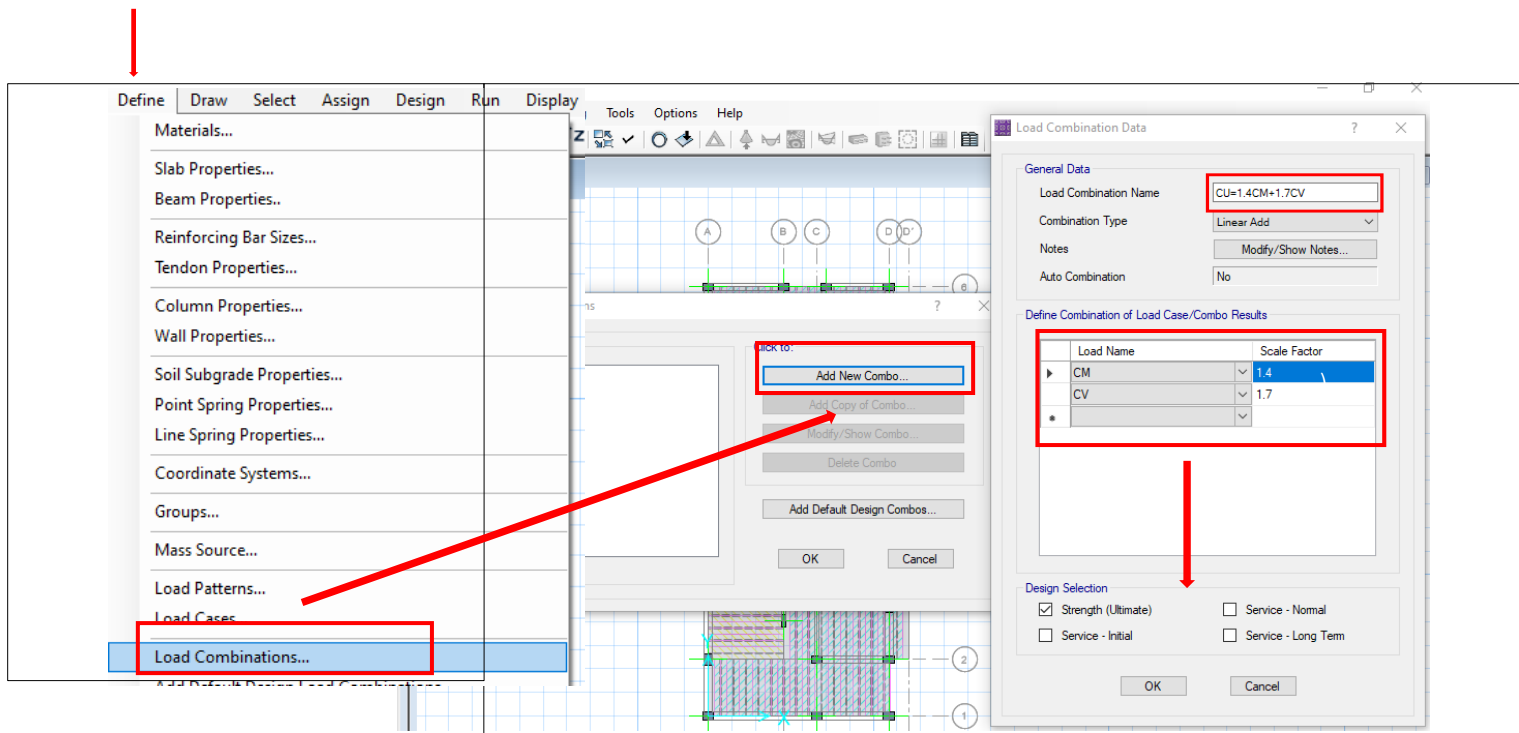 Define Draw Select Assign Design Run Display
Tools Options Help
Materials...
Slab Properties...
Beam Properties..
Reinforcing Bar Sizes...
Tendon Properties...
Column Properties...
Wall Properties...
Soil Subgrade Properties...
Point Spring Properties...
Line Spring Properties...
Coordinate Systems...
Groups...
Mass Source...
Load Patterns...
Load Cases
Load Combinations...
Add Default Design Load Combinations
A B C D D'
6
2
1
ns ?
Click to:
Add New Combo...
Add Copy of Combo...
Modify/Show Combo...
Delete Combo
Add Default Design Combos...
OK Cancel
Load Combination Data ?
General Data
Load Combination Name CU=1.4CM+1.7CV
Combination Type Linear Add
Notes Modify/Show Notes...
Auto Combination No
Define Combination of Load Case/Combo Results
Load Name Scale Factor
CM 1.4
CV 1.7
Design Selection
Strength (Ultimate) Service - Normal
Service - Initial Service - Long Term
OK Cancel